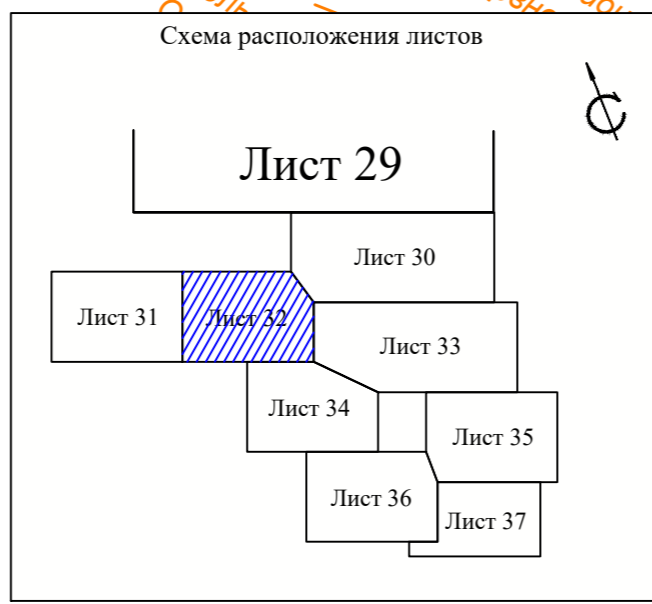 Схема расположения листов
Лист 29
Лист 30
Лист 31
Лист 32
Лист 33
Лист 34
Лист 35
Лист 36
Лист 37